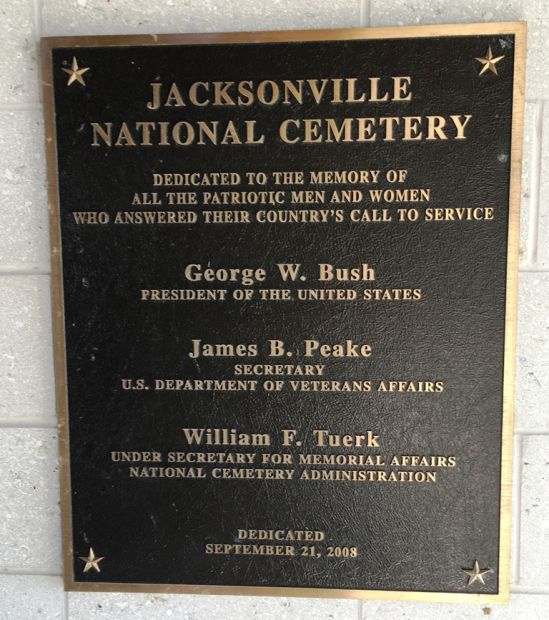 JACKSONVILLE
NATIONAL CEMETERY
DEDICATED TO THE MEMORY OF
ALL THE PATRIOTIC MEN AND WOMEN
WHO ANSWERED THEIR COUNTRY'S CALL TO SERVICE
George W. Bush
PRESIDENT OF THE UNITED STATES
James B. Peake
SECRETARY
U.S. DEPARTMENT OF VETERANS AFFAIRS
William F. Tuerk
UNDER SECRETARY FOR MEMORIAL AFFAIRS
NATIONAL CEMETERY ADMINISTRATION
DEDICATED
SEPTEMBER 21, 2008